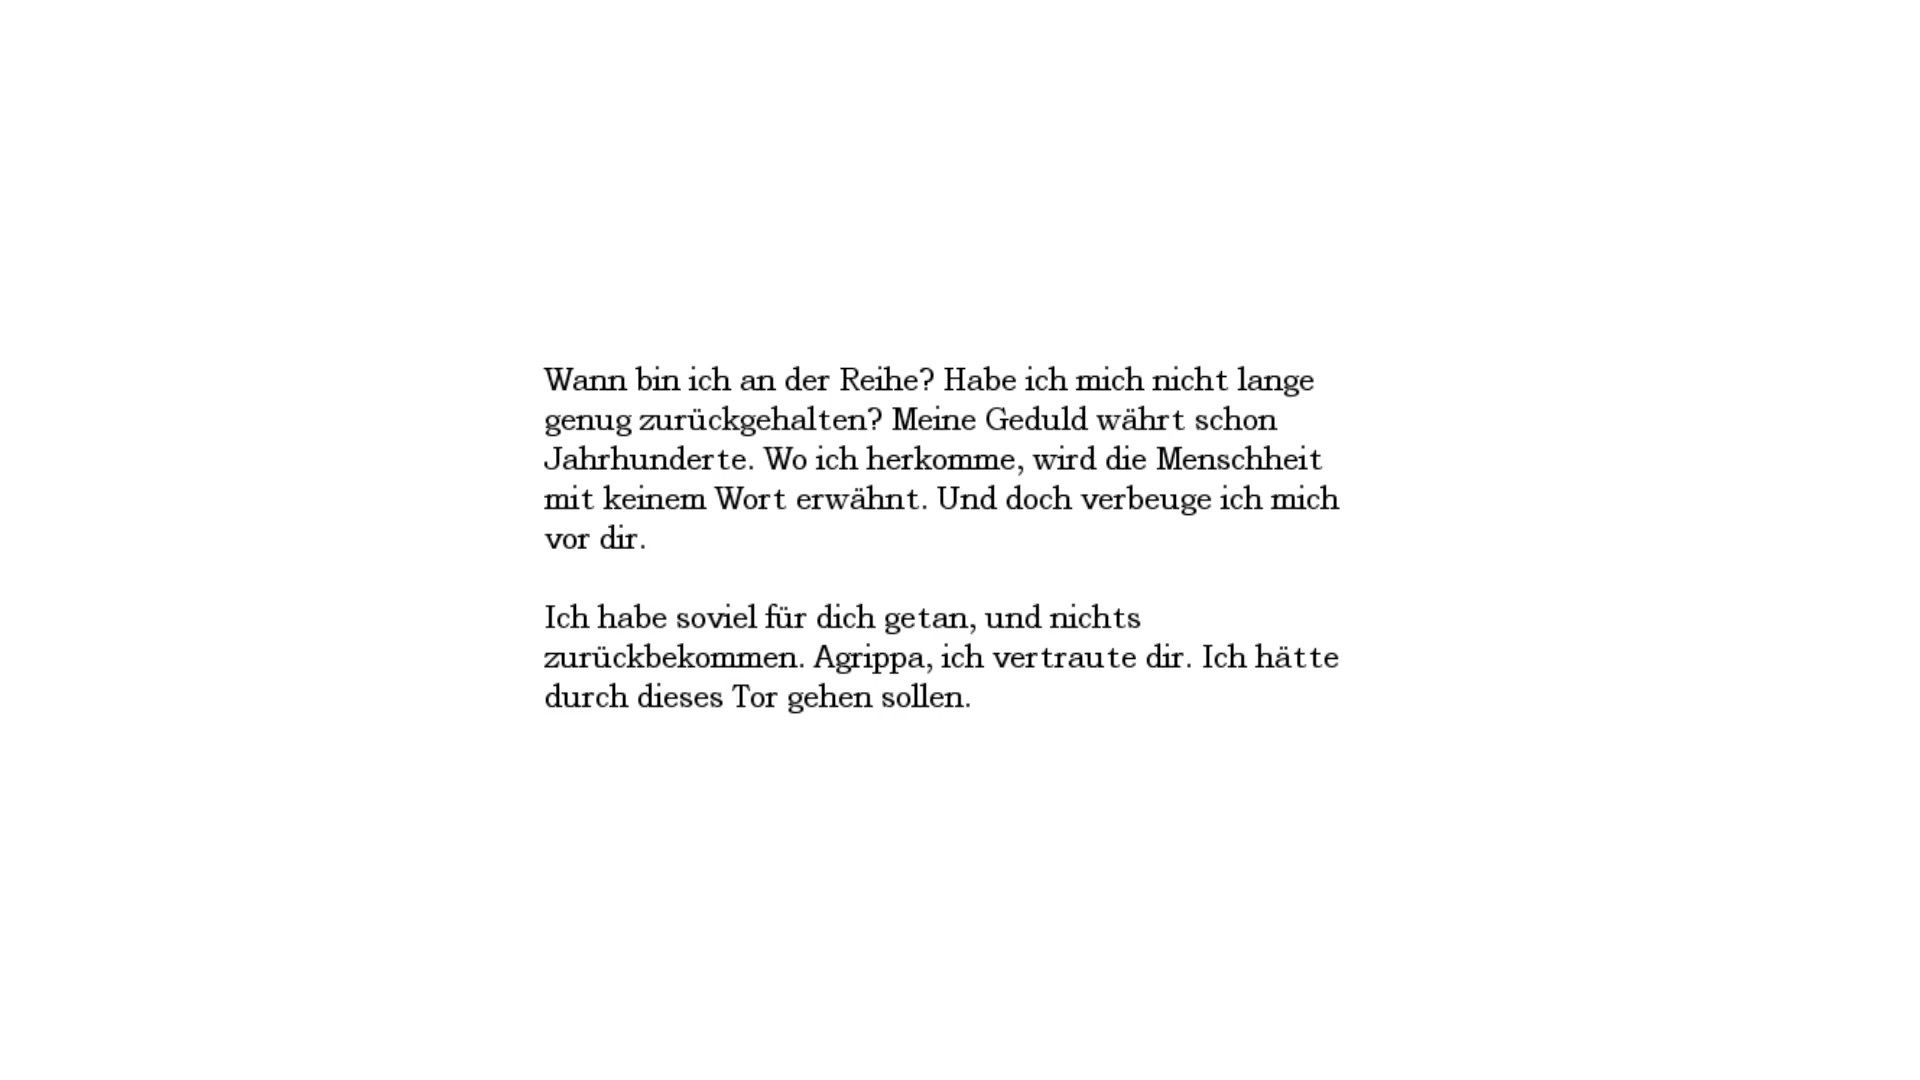 Wann bin ich an der Reihe? Habe ich mich nicht lange
genug zurückgehalten? Meine Geduld währt schon
Jahrhunderte. Wo ich herkomme, wird die Menschheit
mit keinem Wort erwähnt. Und doch verbeuge ich mich
vor dir.
Ich habe soviel für dich getan, und nichts
zurückbekommen. Agrippa, ich vertraute dir. Ich hätte
durch dieses Tor gehen sollen.